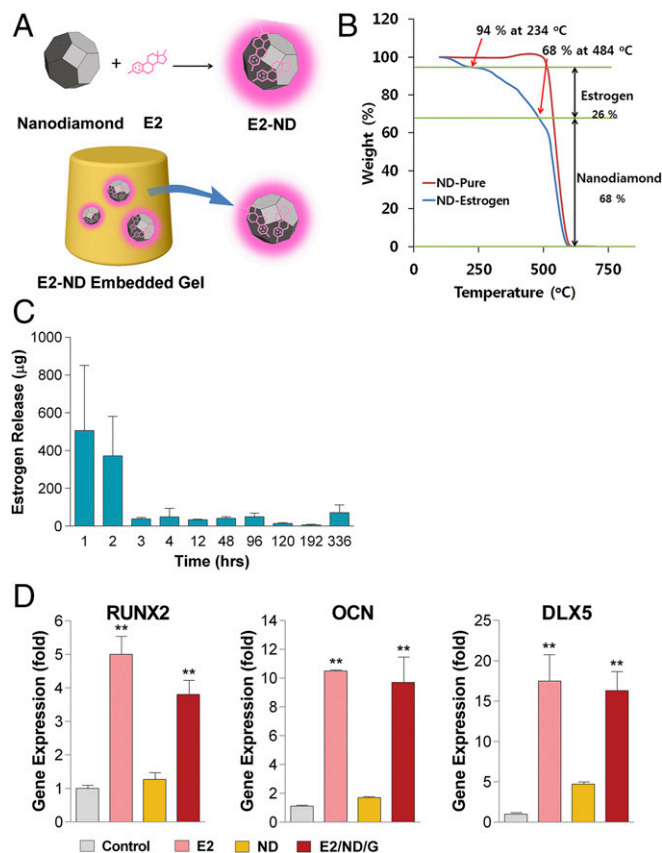 A
+
Nanodiamond E2
E2-ND
E2-ND Embedded Gel
B
94 % at 234 ºC
68 % at 484 ºC
Weight (%)
120
100
80
60
40
20
0
Estrogen
26 %
Nanodiamond
68 %
ND-Pure
ND-Estrogen
0 250 500 750
Temperature (ºC)
C
Estrogen Release (µg)
1000
800
600
400
200
0
1 2 3 4 12 48 96 120 192 336
Time (hrs)
D
RUNX2
Gene Expression (fold)
6
5
4
3
2
1
0
** **
OCN
Gene Expression (fold)
14
12
10
8
6
4
2
0
** **
DLX5
Gene Expression (fold)
25
20
15
10
5
0
** **
Control E2 ND E2/ND/G